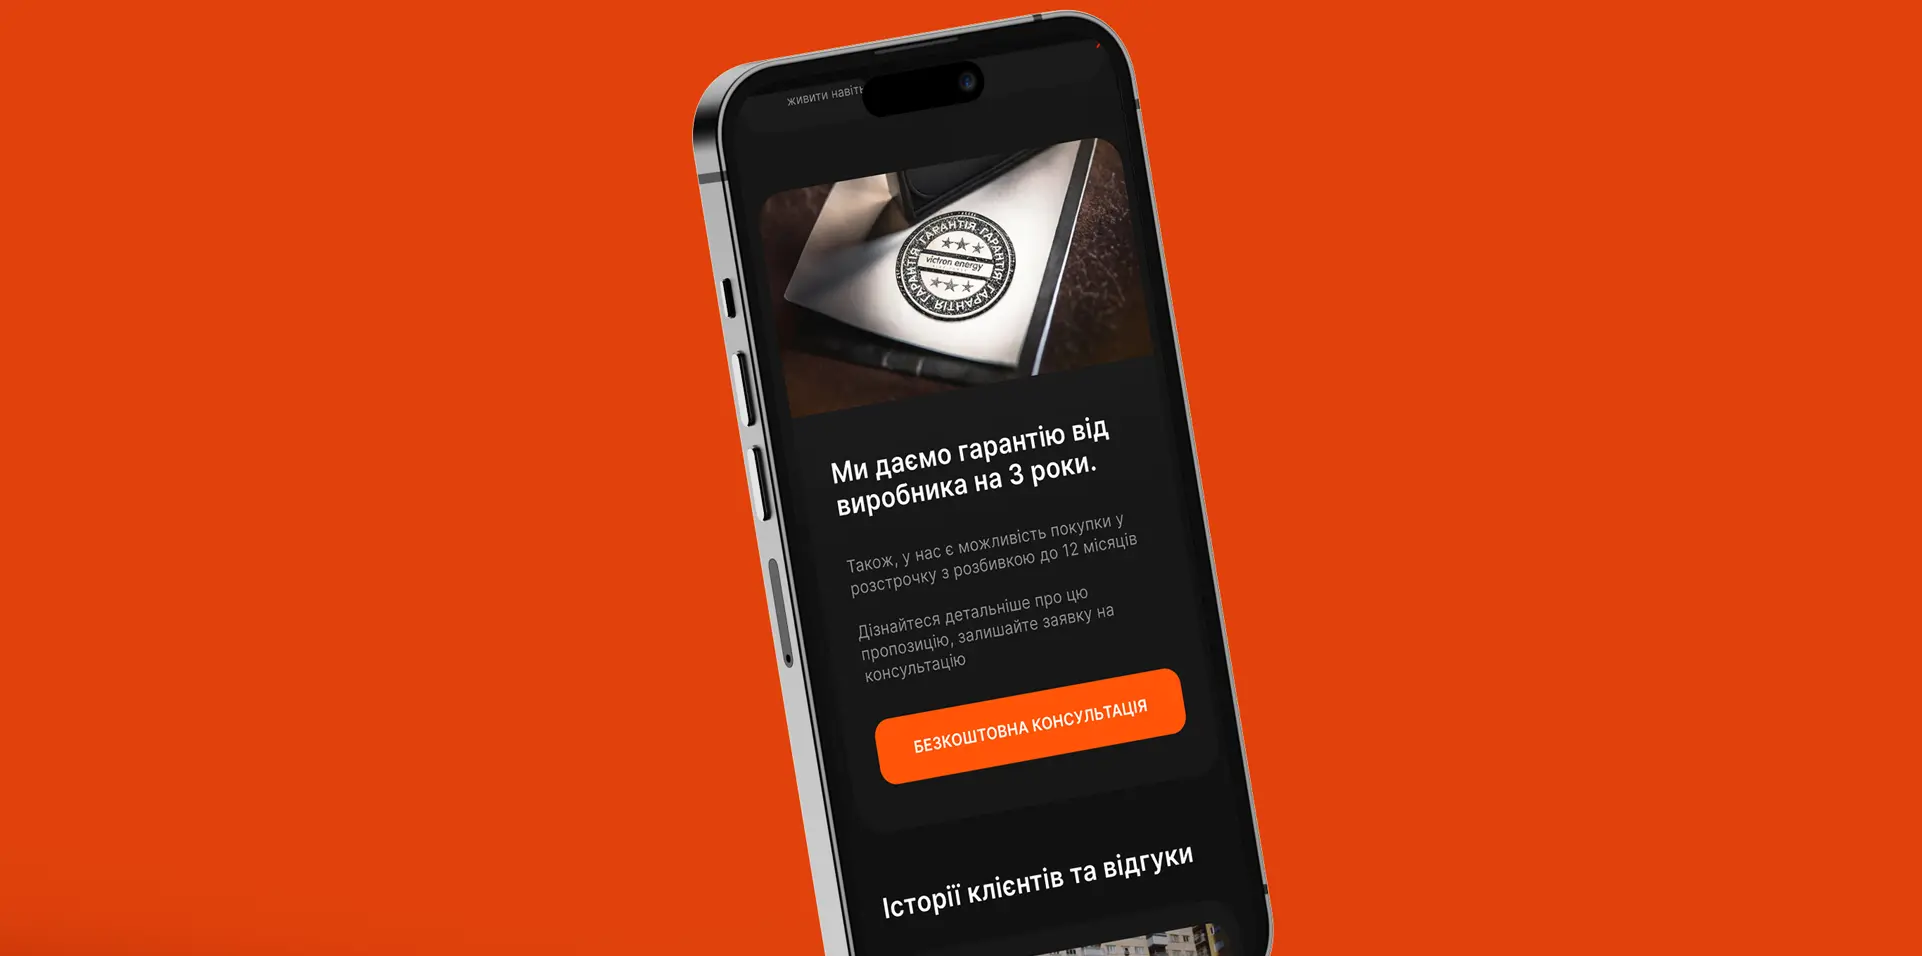 живити навіть
ГАРАНТІЯ ГАРАНТІЯ ГАРАНТІЯ ГАРАНТІЯ
victron energy
Ми даємо гарантію від
виробника на 3 роки.
Також, у нас є можливість покупки у
розстрочку з розбивкою до 12 місяців
Дізнайтеся детальніше про цю
пропозицію, залишайте заявку на
консультацію
БЕЗКОШТОВНА КОНСУЛЬТАЦІЯ
Історії клієнтів та відгуки